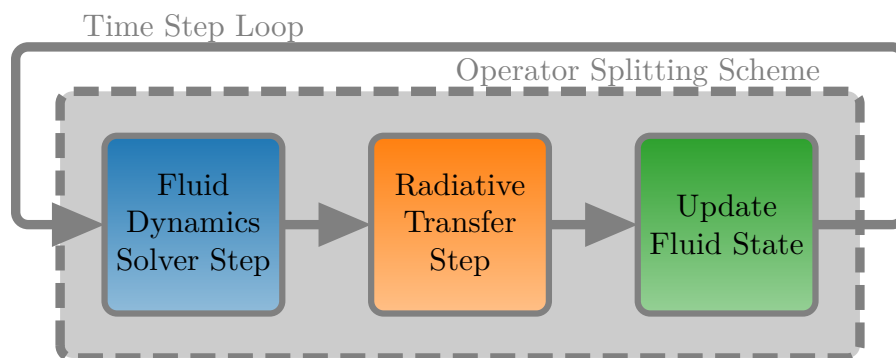 Time Step Loop
Operator Splitting Scheme
Fluid
Dynamics
Solver Step
Radiative
Transfer
Step
Update
Fluid State